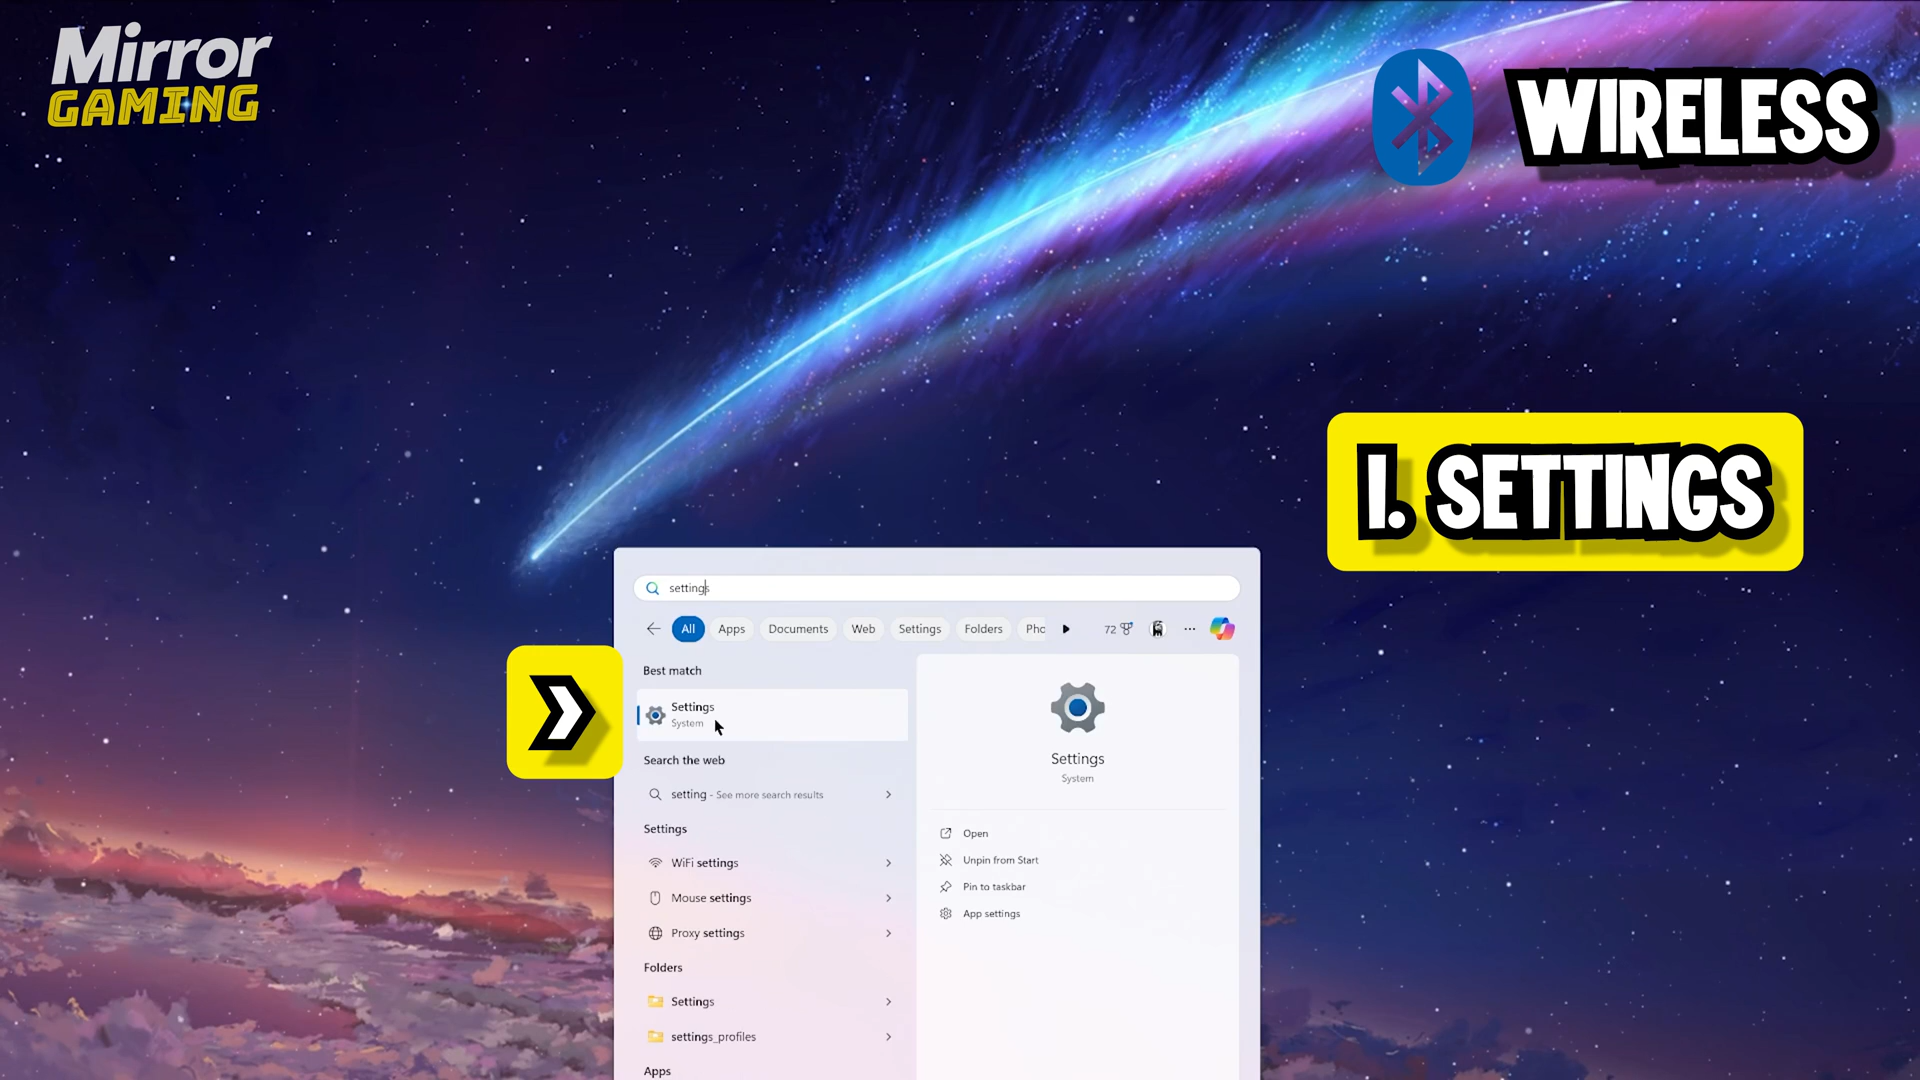 Mirror
GAMING
WIRELESS
1. SETTINGS
settings
All
Apps
Documents
Web
Settings
Folders
Pho
72
Best match
Settings
System
Search the web
setting - See more search results
Settings
WiFi settings
Mouse settings
Proxy settings
Folders
Settings
settings_profiles
Apps
Settings
System
Open
Unpin from Start
Pin to taskbar
App settings